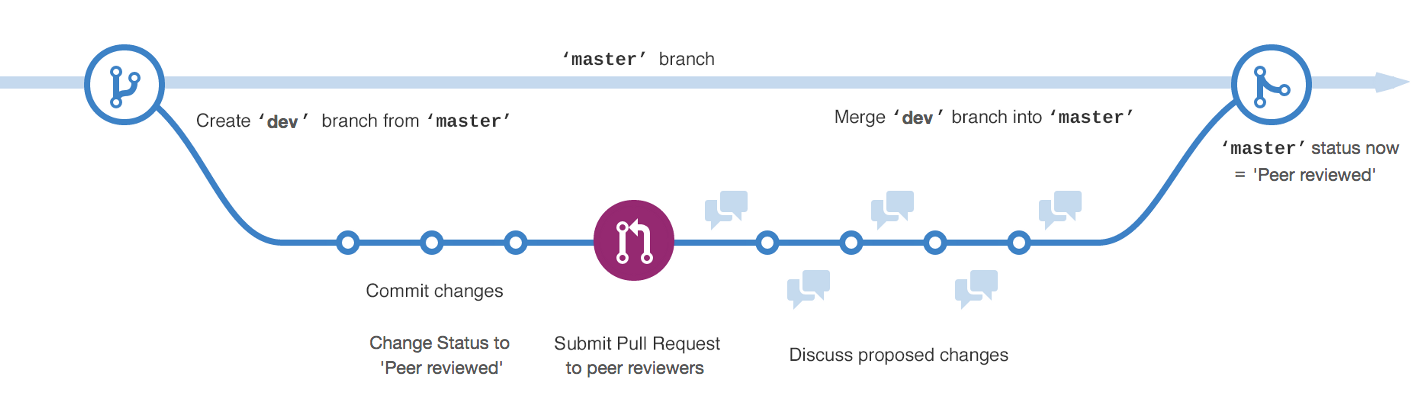 ‘master’ branch
Create ‘dev’ branch from ‘master’
Merge ‘dev’ branch into ‘master’
‘master’ status now
= 'Peer reviewed'
Commit changes
Change Status to
'Peer reviewed'
Submit Pull Request
to peer reviewers
Discuss proposed changes